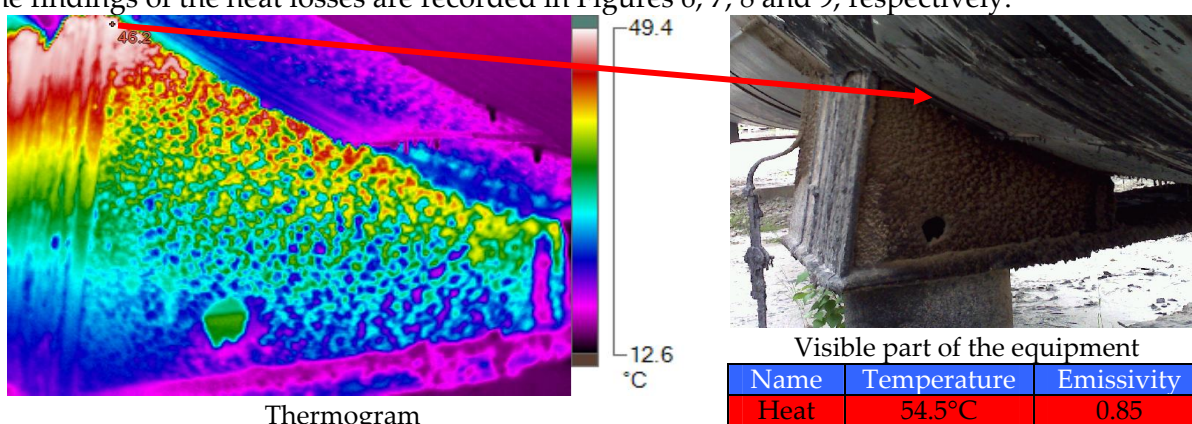 he findings of the heat losses are recorded in Figures 6, 7, 8 and 9, respectively.
46.2
49.4
12.6
°C
Visible part of the equipment
Name Temperature Emissivity
Heat 54.5°C 0.85
Thermogram